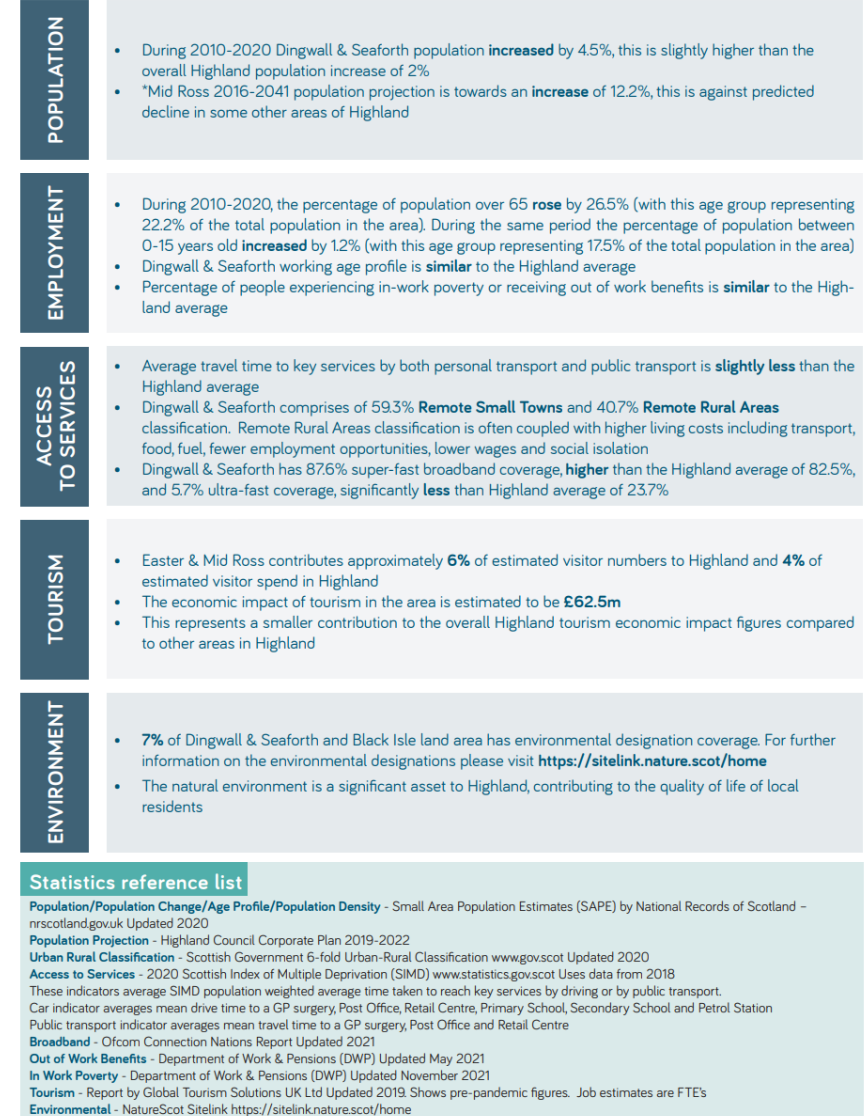 POPULATION
• During 2010-2020 Dingwall & Seaforth population increased by 4.5%, this is slightly higher than the
overall Highland population increase of 2%
• *Mid Ross 2016-2041 population projection is towards an increase of 12.2%, this is against predicted
decline in some other areas of Highland
EMPLOYMENT
• During 2010-2020, the percentage of population over 65 rose by 26.5% (with this age group representing
22.2% of the total population in the area). During the same period the percentage of population between
0-15 years old increased by 1.2% (with this age group representing 17.5% of the total population in the area)
• Dingwall & Seaforth working age profile is similar to the Highland average
• Percentage of people experiencing in-work poverty or receiving out of work benefits is similar to the High-
land average
ACCESS
TO SERVICES
• Average travel time to key services by both personal transport and public transport is slightly less than the
Highland average
• Dingwall & Seaforth comprises of 59.3% Remote Small Towns and 40.7% Remote Rural Areas
classification. Remote Rural Areas classification is often coupled with higher living costs including transport,
food, fuel, fewer employment opportunities, lower wages and social isolation
• Dingwall & Seaforth has 87.6% super-fast broadband coverage, higher than the Highland average of 82.5%,
and 5.7% ultra-fast coverage, significantly less than Highland average of 23.7%
TOURISM
• Easter & Mid Ross contributes approximately 6% of estimated visitor numbers to Highland and 4% of
estimated visitor spend in Highland
• The economic impact of tourism in the area is estimated to be £62.5m
• This represents a smaller contribution to the overall Highland tourism economic impact figures compared
to other areas in Highland
ENVIRONMENT
• 7% of Dingwall & Seaforth and Black Isle land area has environmental designation coverage. For further
information on the environmental designations please visit https://sitelink.nature.scot/home
• The natural environment is a significant asset to Highland, contributing to the quality of life of local
residents
Statistics reference list
Population/Population Change/Age Profile/Population Density - Small Area Population Estimates (SAPE) by National Records of Scotland –
nrscotland.gov.uk Updated 2020
Population Projection - Highland Council Corporate Plan 2019-2022
Urban Rural Classification - Scottish Government 6-fold Urban-Rural Classification www.gov.scot Updated 2020
Access to Services - 2020 Scottish Index of Multiple Deprivation (SIMD) www.statistics.gov.scot Uses data from 2018
These indicators average SIMD population weighted average time taken to reach key services by driving or by public transport.
Car indicator averages mean drive time to a GP surgery, Post Office, Retail Centre, Primary School, Secondary School and Petrol Station
Public transport indicator averages mean travel time to a GP surgery, Post Office and Retail Centre
Broadband - Ofcom Connection Nations Report Updated 2021
Out of Work Benefits - Department of Work & Pensions (DWP) Updated May 2021
In Work Poverty - Department of Work & Pensions (DWP) Updated November 2021
Tourism - Report by Global Tourism Solutions UK Ltd Updated 2019. Shows pre-pandemic figures. Job estimates are FTE's
Environmental - NatureScot Sitelink https://sitelink.nature.scot/home